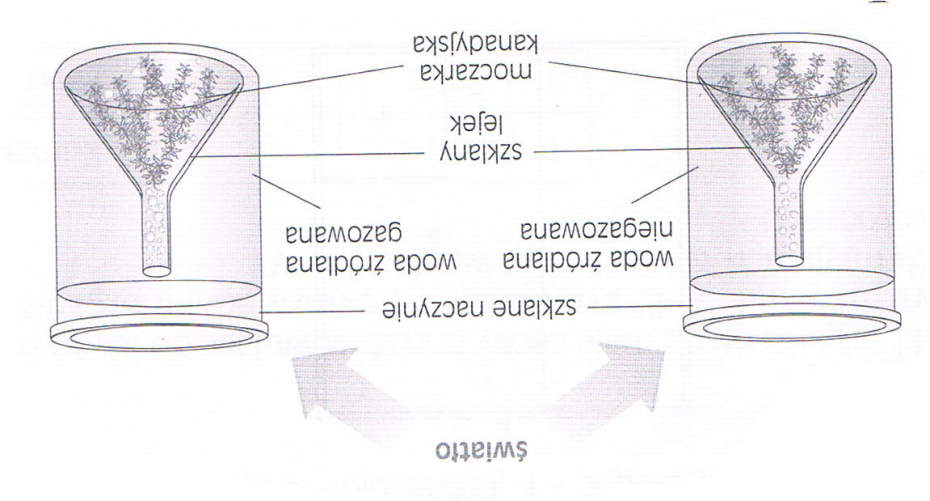 światło
szklane naczynie
woda źródlana
niegazowana
woda źródlana
gazowana
szklany
lejek
moczarka
kanadyjska